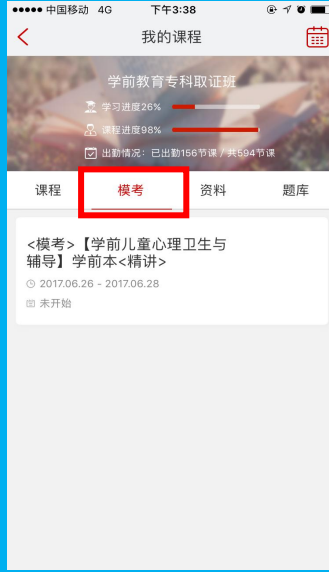 中国移动 4G 下午3:38
我的课程
学前教育专科取证班
学习进度26%
课程进度98%
出勤情况：已出勤156节课 / 共594节课
课程 模考 资料 题库
<模考>【学前儿童心理卫生与
辅导】学前本<精讲>
2017.06.26 - 2017.06.28
未开始